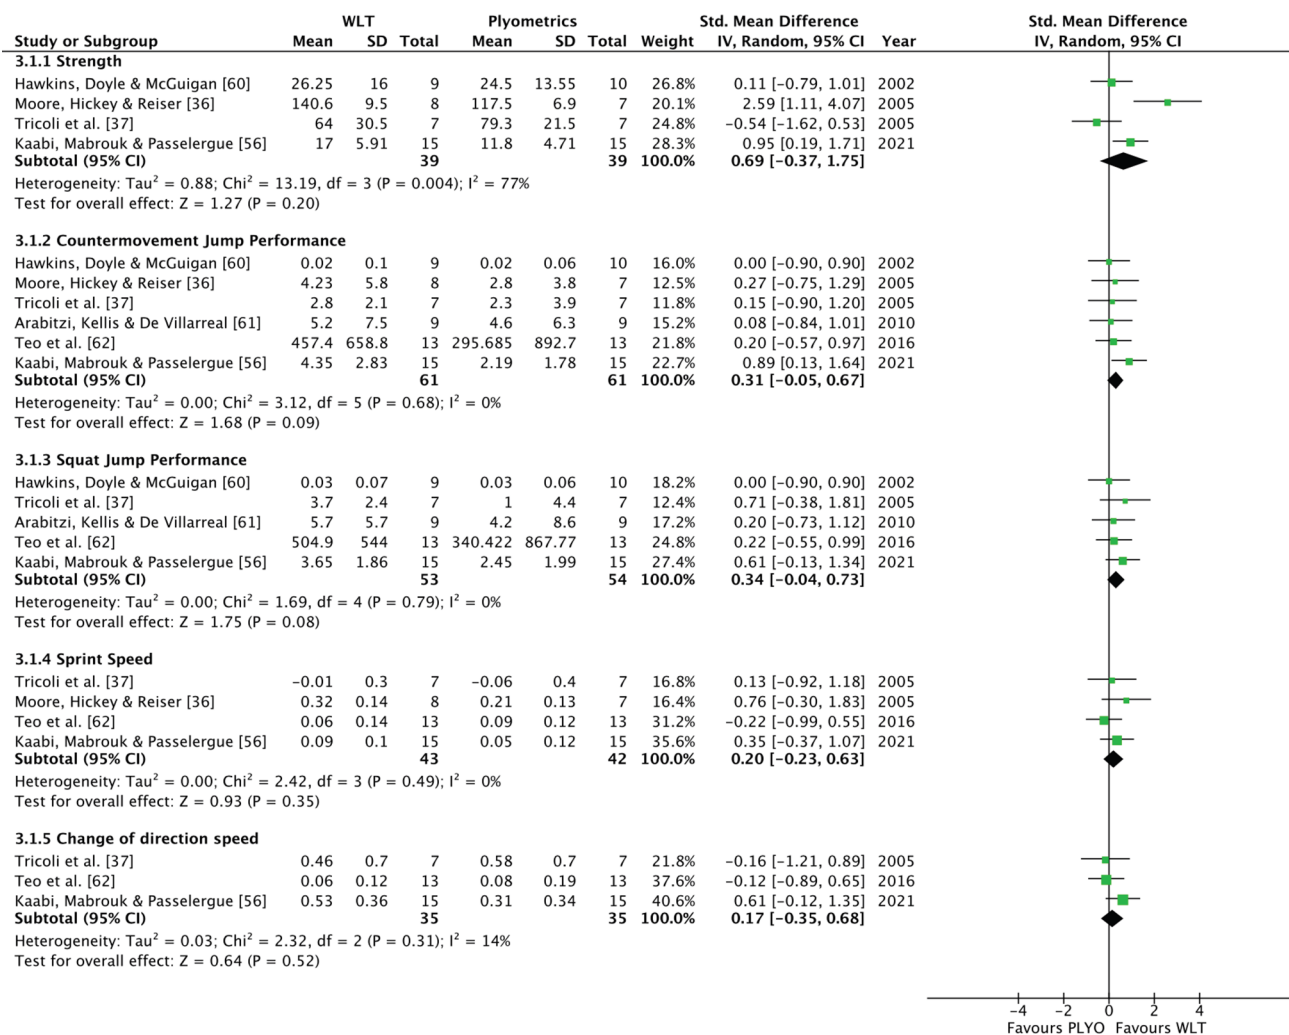 WLT Plyometrics Std. Mean Difference Std. Mean Difference
Study or Subgroup Mean SD Total Mean SD Total Weight IV, Random, 95% CI Year IV, Random, 95% CI
3.1.1 Strength
Hawkins, Doyle & McGuigan [60] 26.25 16 9 24.5 13.55 10 26.8% 0.11 [−0.79, 1.01] 2002
Moore, Hickey & Reiser [36] 140.6 9.5 8 117.5 6.9 7 20.1% 2.59 [1.11, 4.07] 2005
Tricoli et al. [37] 64 30.5 7 79.3 21.5 7 24.8% −0.54 [−1.62, 0.53] 2005
Kaabi, Mabrouk & Passelergue [56] 17 5.91 15 11.8 4.71 15 28.3% 0.95 [0.19, 1.71] 2021
Subtotal (95% CI) 39 39 100.0% 0.69 [−0.37, 1.75]
Heterogeneity: Tau² = 0.88; Chi² = 13.19, df = 3 (P = 0.004); I² = 77%
Test for overall effect: Z = 1.27 (P = 0.20)
3.1.2 Countermovement Jump Performance
Hawkins, Doyle & McGuigan [60] 0.02 0.1 9 0.02 0.06 10 16.0% 0.00 [−0.90, 0.90] 2002
Moore, Hickey & Reiser [36] 4.23 5.8 8 2.8 3.8 7 12.5% 0.27 [−0.75, 1.29] 2005
Tricoli et al. [37] 2.8 2.1 7 2.3 3.9 7 11.8% 0.15 [−0.90, 1.20] 2005
Arabitzi, Kellis & De Villarreal [61] 5.2 7.5 9 4.6 6.3 9 15.2% 0.08 [−0.84, 1.01] 2010
Teo et al. [62] 457.4 658.8 13 295.685 892.7 13 21.8% 0.20 [−0.57, 0.97] 2016
Kaabi, Mabrouk & Passelergue [56] 4.35 2.83 15 2.19 1.78 15 22.7% 0.89 [0.13, 1.64] 2021
Subtotal (95% CI) 61 61 100.0% 0.31 [−0.05, 0.67]
Heterogeneity: Tau² = 0.00; Chi² = 3.12, df = 5 (P = 0.68); I² = 0%
Test for overall effect: Z = 1.68 (P = 0.09)
3.1.3 Squat Jump Performance
Hawkins, Doyle & McGuigan [60] 0.03 0.07 9 0.03 0.06 10 18.2% 0.00 [−0.90, 0.90] 2002
Tricoli et al. [37] 3.7 2.4 7 1 4.4 7 12.4% 0.71 [−0.38, 1.81] 2005
Arabitzi, Kellis & De Villarreal [61] 5.7 5.7 9 4.2 8.6 9 17.2% 0.20 [−0.73, 1.12] 2010
Teo et al. [62] 504.9 544 13 340.422 867.77 13 24.8% 0.22 [−0.55, 0.99] 2016
Kaabi, Mabrouk & Passelergue [56] 3.65 1.86 15 2.45 1.99 15 27.4% 0.61 [−0.13, 1.34] 2021
Subtotal (95% CI) 53 54 100.0% 0.34 [−0.04, 0.73]
Heterogeneity: Tau² = 0.00; Chi² = 1.69, df = 4 (P = 0.79); I² = 0%
Test for overall effect: Z = 1.75 (P = 0.08)
3.1.4 Sprint Speed
Tricoli et al. [37] −0.01 0.3 7 −0.06 0.4 7 16.8% 0.13 [−0.92, 1.18] 2005
Moore, Hickey & Reiser [36] 0.32 0.14 8 0.21 0.13 7 16.4% 0.76 [−0.30, 1.83] 2005
Teo et al. [62] 0.06 0.14 13 0.09 0.12 13 31.2% −0.22 [−0.99, 0.55] 2016
Kaabi, Mabrouk & Passelergue [56] 0.09 0.1 15 0.05 0.12 15 35.6% 0.35 [−0.37, 1.07] 2021
Subtotal (95% CI) 43 42 100.0% 0.20 [−0.23, 0.63]
Heterogeneity: Tau² = 0.00; Chi² = 2.42, df = 3 (P = 0.49); I² = 0%
Test for overall effect: Z = 0.93 (P = 0.35)
3.1.5 Change of direction speed
Tricoli et al. [37] 0.46 0.7 7 0.58 0.7 7 21.8% −0.16 [−1.21, 0.89] 2005
Teo et al. [62] 0.06 0.12 13 0.08 0.19 13 37.6% −0.12 [−0.89, 0.65] 2016
Kaabi, Mabrouk & Passelergue [56] 0.53 0.36 15 0.31 0.34 15 40.6% 0.61 [−0.12, 1.35] 2021
Subtotal (95% CI) 35 35 100.0% 0.17 [−0.35, 0.68]
Heterogeneity: Tau² = 0.03; Chi² = 2.32, df = 2 (P = 0.31); I² = 14%
Test for overall effect: Z = 0.64 (P = 0.52)
−4 −2 0 2 4
Favours PLYO Favours WLT